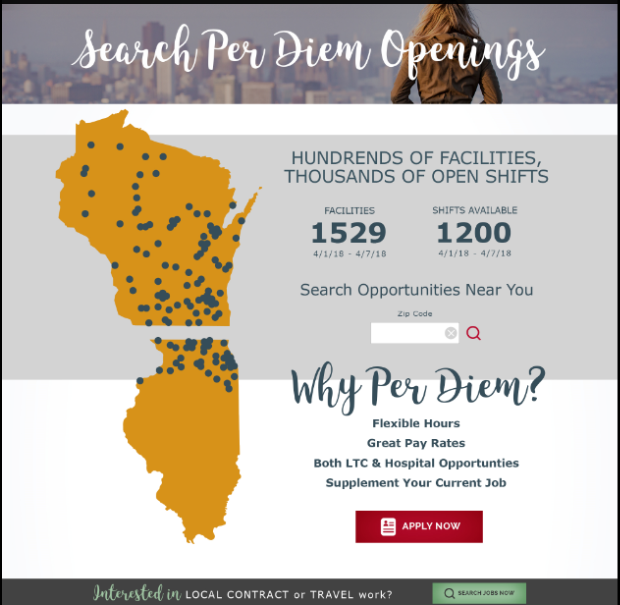 Search Per Diem Openings
HUNDRENDS OF FACILITIES,
THOUSANDS OF OPEN SHIFTS
FACILITIES
SHIFTS AVAILABLE
1529
1200
4/1/18 - 4/7/18
4/1/18 - 4/7/18
Search Opportunities Near You
Zip Code
Why Per Diem?
Flexible Hours
Great Pay Rates
Both LTC & Hospital Opportunties
Supplement Your Current Job
APPLY NOW
Interested in LOCAL CONTRACT or TRAVEL work?
SEARCH JOBS NOW